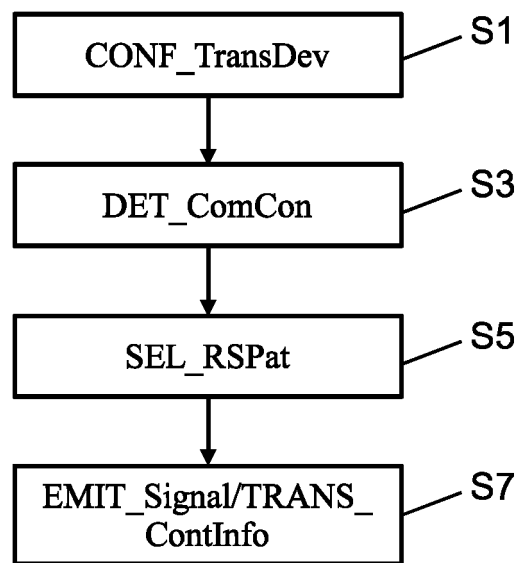 CONF_TransDev
S1
DET_ComCon
S3
SEL_RSPat
S5
EMIT_Signal/TRANS_
ContInfo
S7